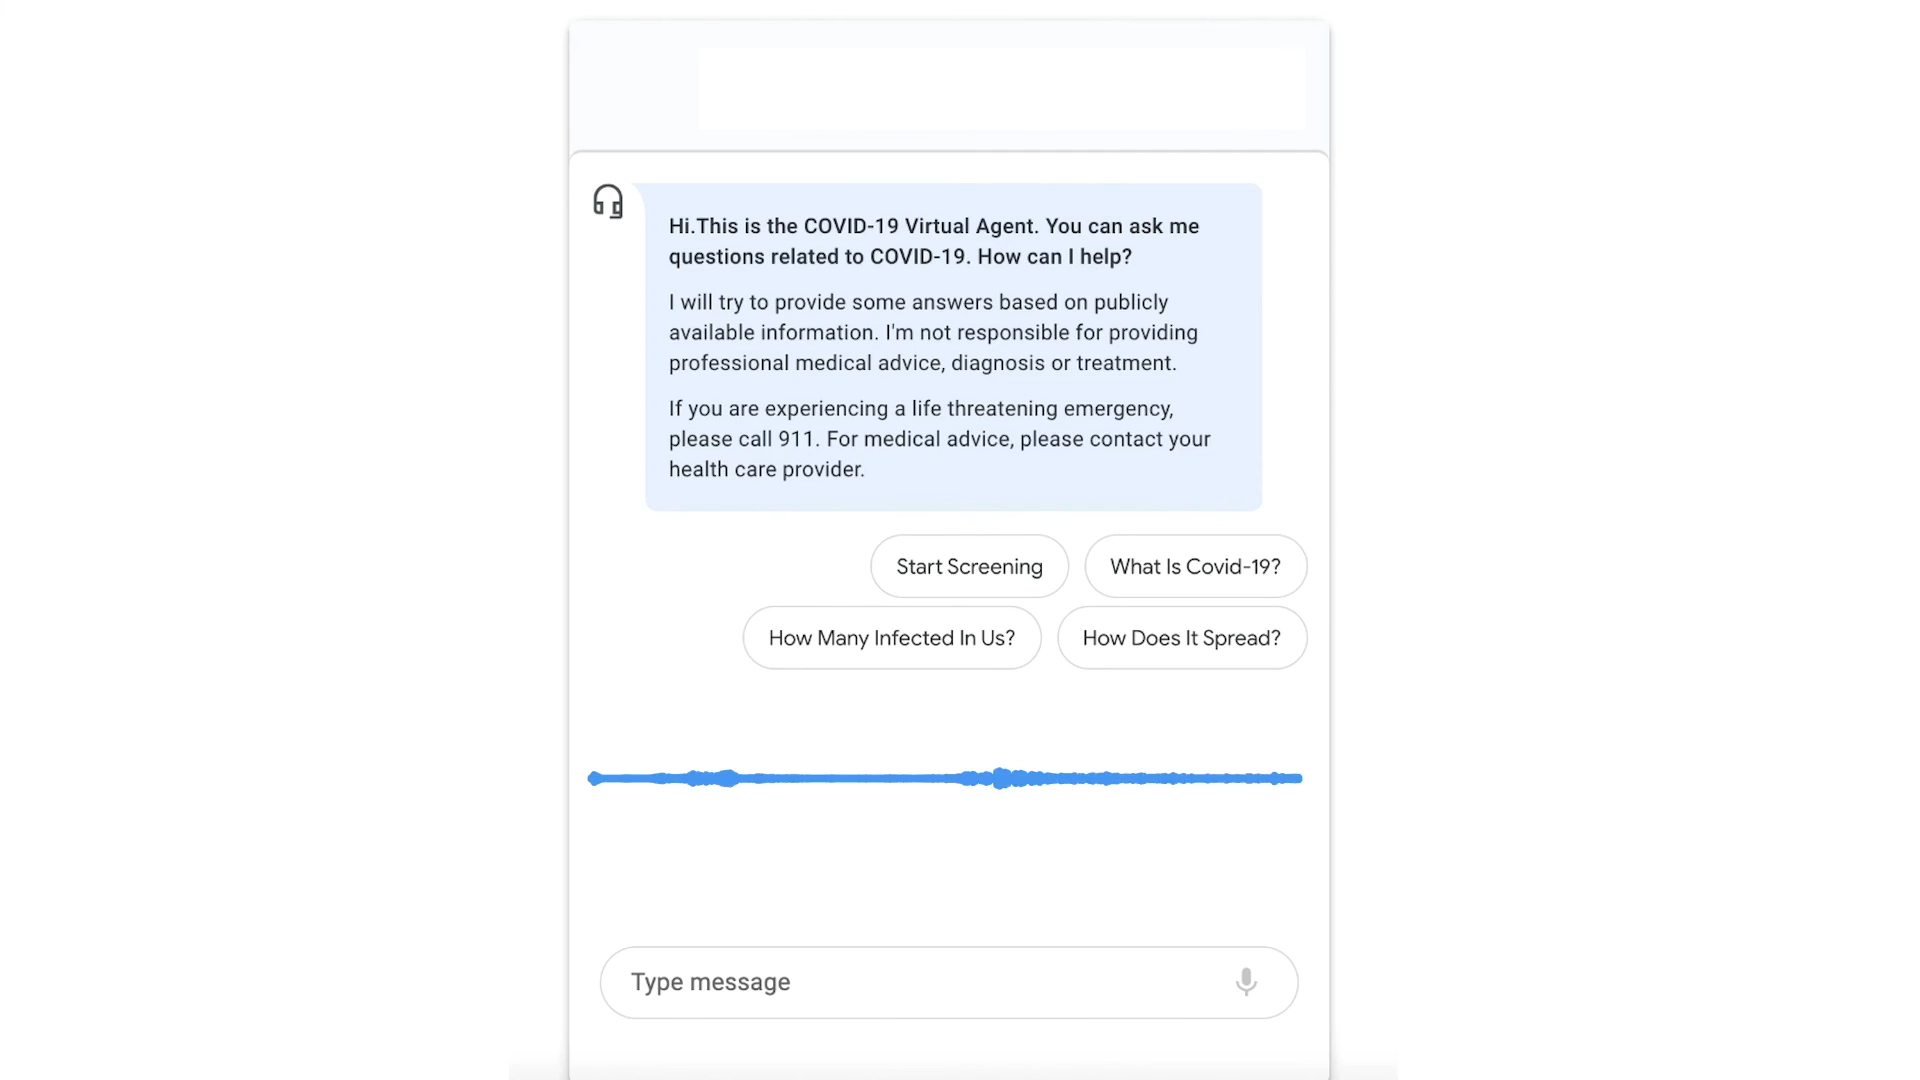 Hi.This is the COVID-19 Virtual Agent. You can ask me
questions related to COVID-19. How can I help?
I will try to provide some answers based on publicly
available information. I'm not responsible for providing
professional medical advice, diagnosis or treatment.
If you are experiencing a life threatening emergency,
please call 911. For medical advice, please contact your
health care provider.
Start Screening
What Is Covid-19?
How Many Infected In Us?
How Does It Spread?
Type message